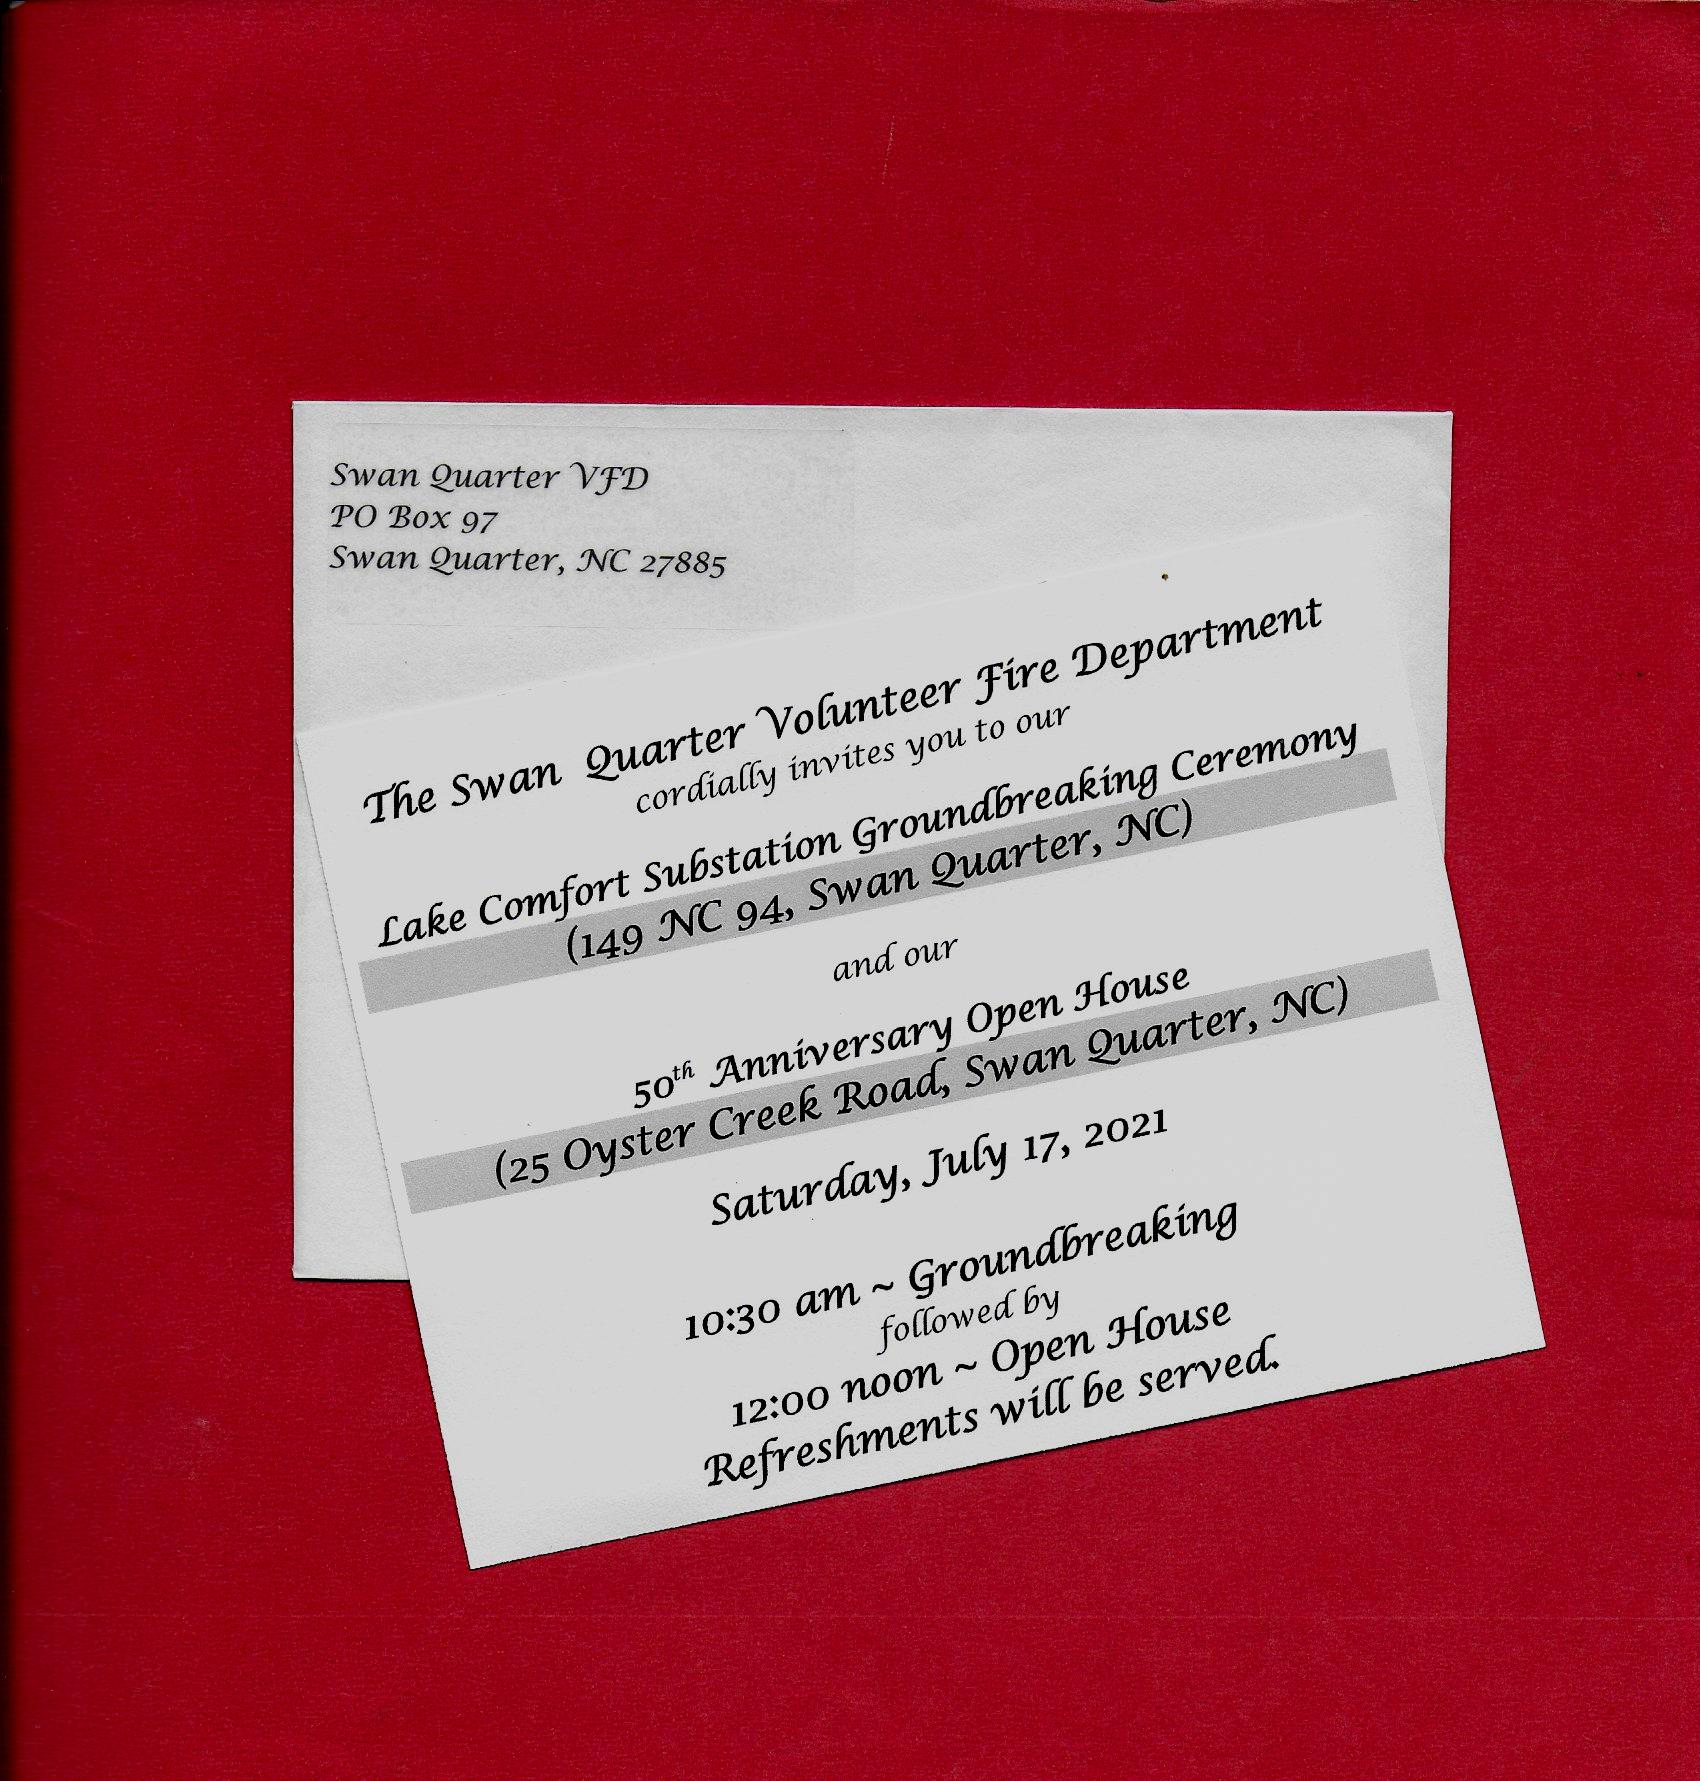 Swan Quarter VFD
PO Box 97
Swan Quarter, NC 27885
The Swan Quarter Volunteer Fire Department
cordially invites you to our
Lake Comfort Substation Groundbreaking Ceremony
(149 NC 94, Swan Quarter, NC)
and our
50th Anniversary Open House
(25 Oyster Creek Road, Swan Quarter, NC)
Saturday, July 17, 2021
10:30 am ~ Groundbreaking
followed by
12:00 noon ~ Open House
Refreshments will be served.